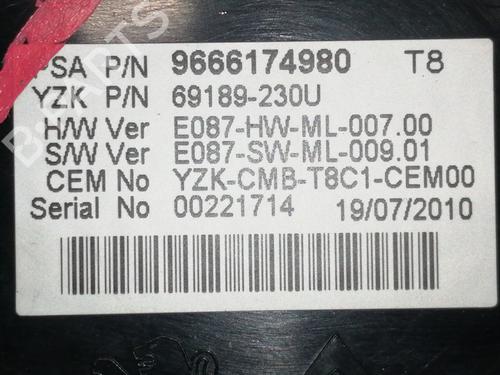 PSA P/N 9666174980 T8
YZK P/N 69189-230U
H/W Ver E087-HW-ML-007.00
S/W Ver E087-SW-ML-009.01
CEM No YZK-CMB-T8C1-CEM00
Serial No 00221714 19/07/2010